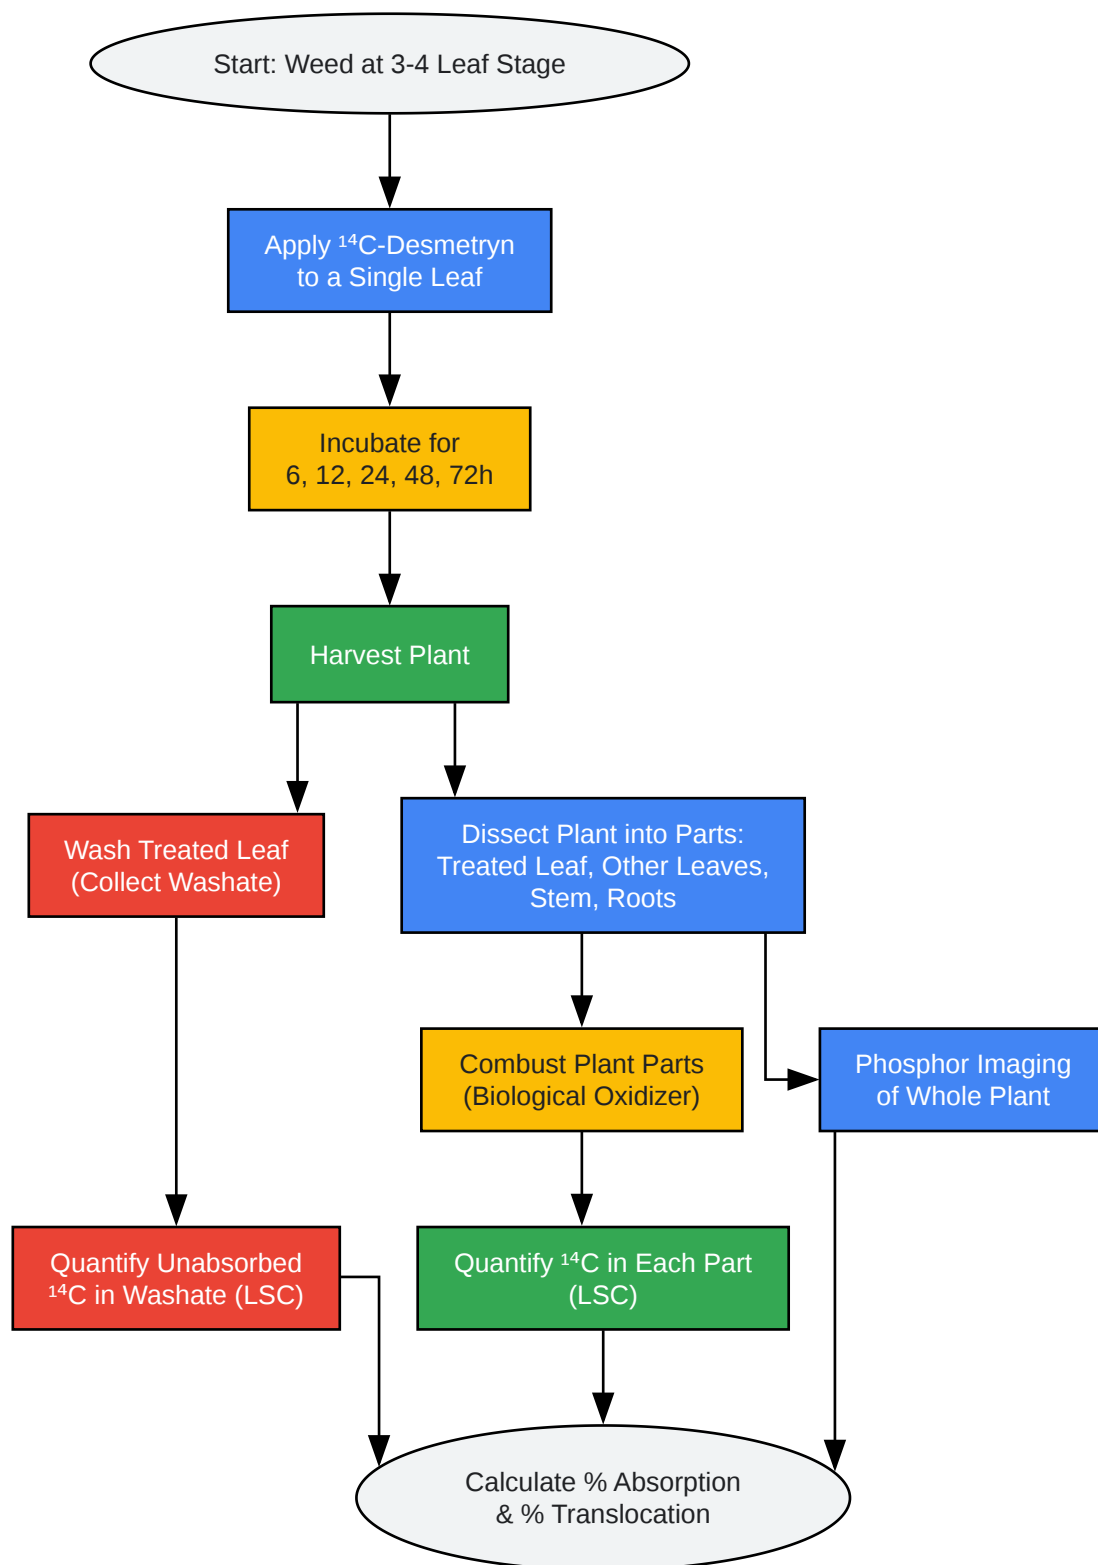 Start: Weed at 3-4 Leaf Stage
Apply ¹⁴C-Desmetryn
to a Single Leaf
Incubate for
6, 12, 24, 48, 72h
Harvest Plant
Wash Treated Leaf
(Collect Washate)
Dissect Plant into Parts:
Treated Leaf, Other Leaves,
Stem, Roots
Combust Plant Parts
(Biological Oxidizer)
Phosphor Imaging
of Whole Plant
Quantify Unabsorbed
¹⁴C in Washate (LSC)
Quantify ¹⁴C in Each Part
(LSC)
Calculate % Absorption
& % Translocation